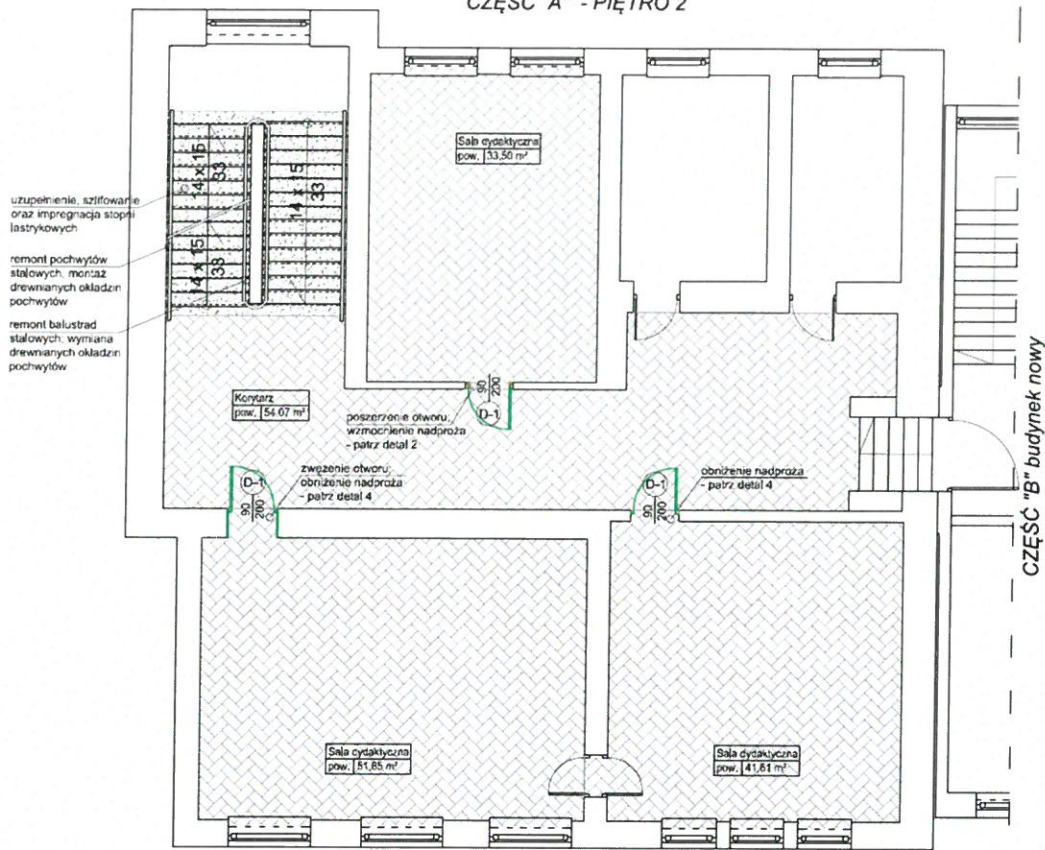 CZĘŚĆ "A" - PIĘTRO 2
Sala dydaktyczna
pow. 33,50 m²
14 x 15
33
14 x 15
33
14 x 15
33
uzupełnienie, szlifowanie
oraz impregnacja stopni
lastrykowych
remont pochwytów
stalowych, montaż
drewnianych okładzin
pochwytów
remont balustrad
stalowych; wymiana
drewnianych okładzin
pochwytów
Korytarz
pow. 54,07 m²
90
200
D-1
poszerzenie otworu,
wzmocnienie nadproża
- patrz detal 2
zwężenie otworu;
obniżenie nadproża
- patrz detal 4
D-1
90
200
obniżenie nadproża
- patrz detal 4
D-1
90
200
CZĘŚĆ "B" budynek nowy
Sala dydaktyczna
pow. 51,65 m²
Sala dydaktyczna
pow. 41,61 m²